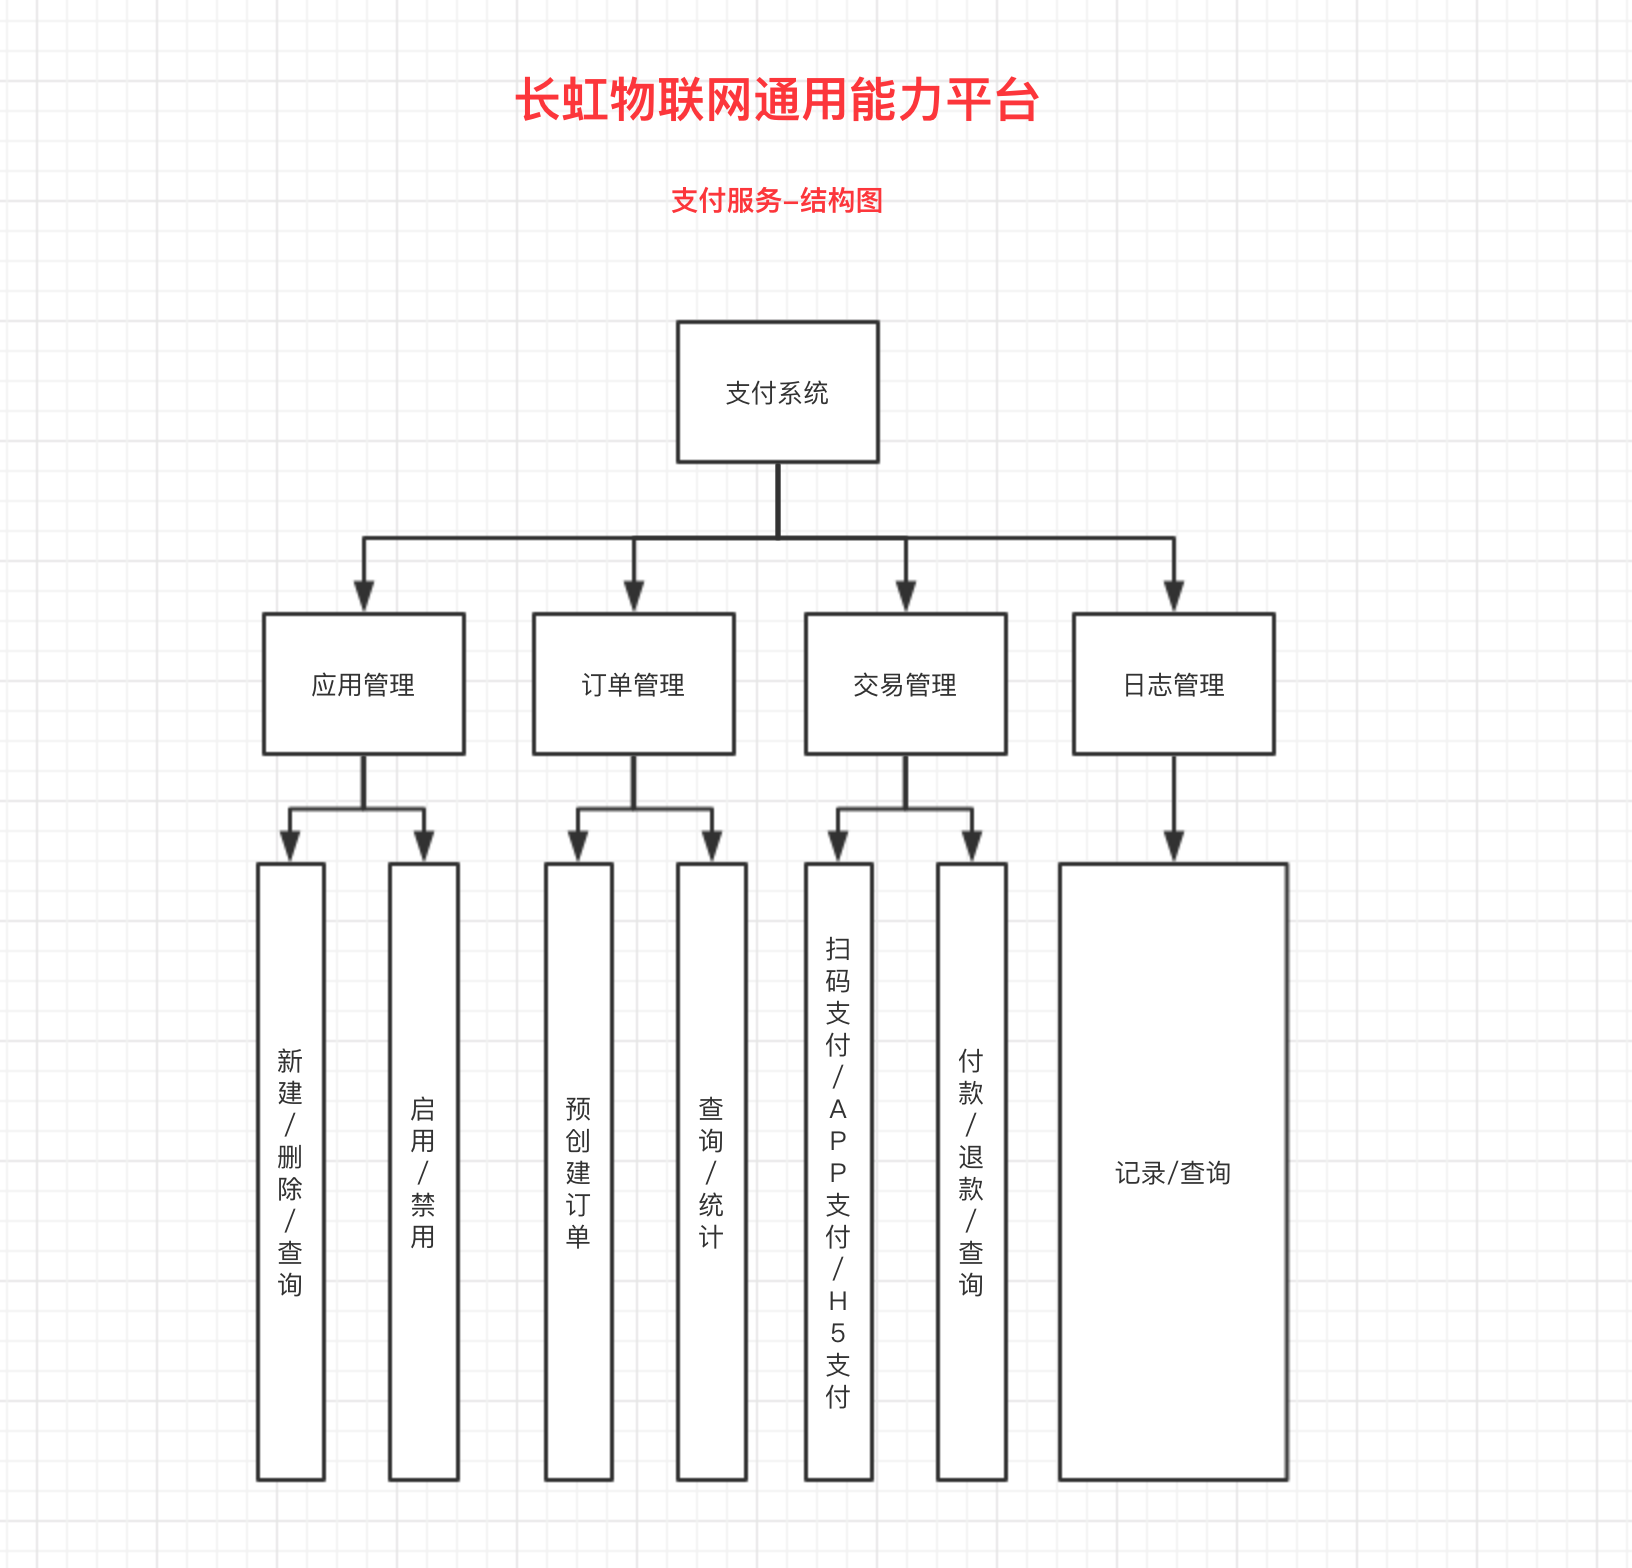 长虹物联网通用能力平台
支付服务–结构图
支付系统
应用管理
订单管理
交易管理
日志管理
新建/删除/查询
启用/禁用
预创建订单
查询/统计
扫码支付/APP支付/H5支付
付款/退款/查询
记录/查询